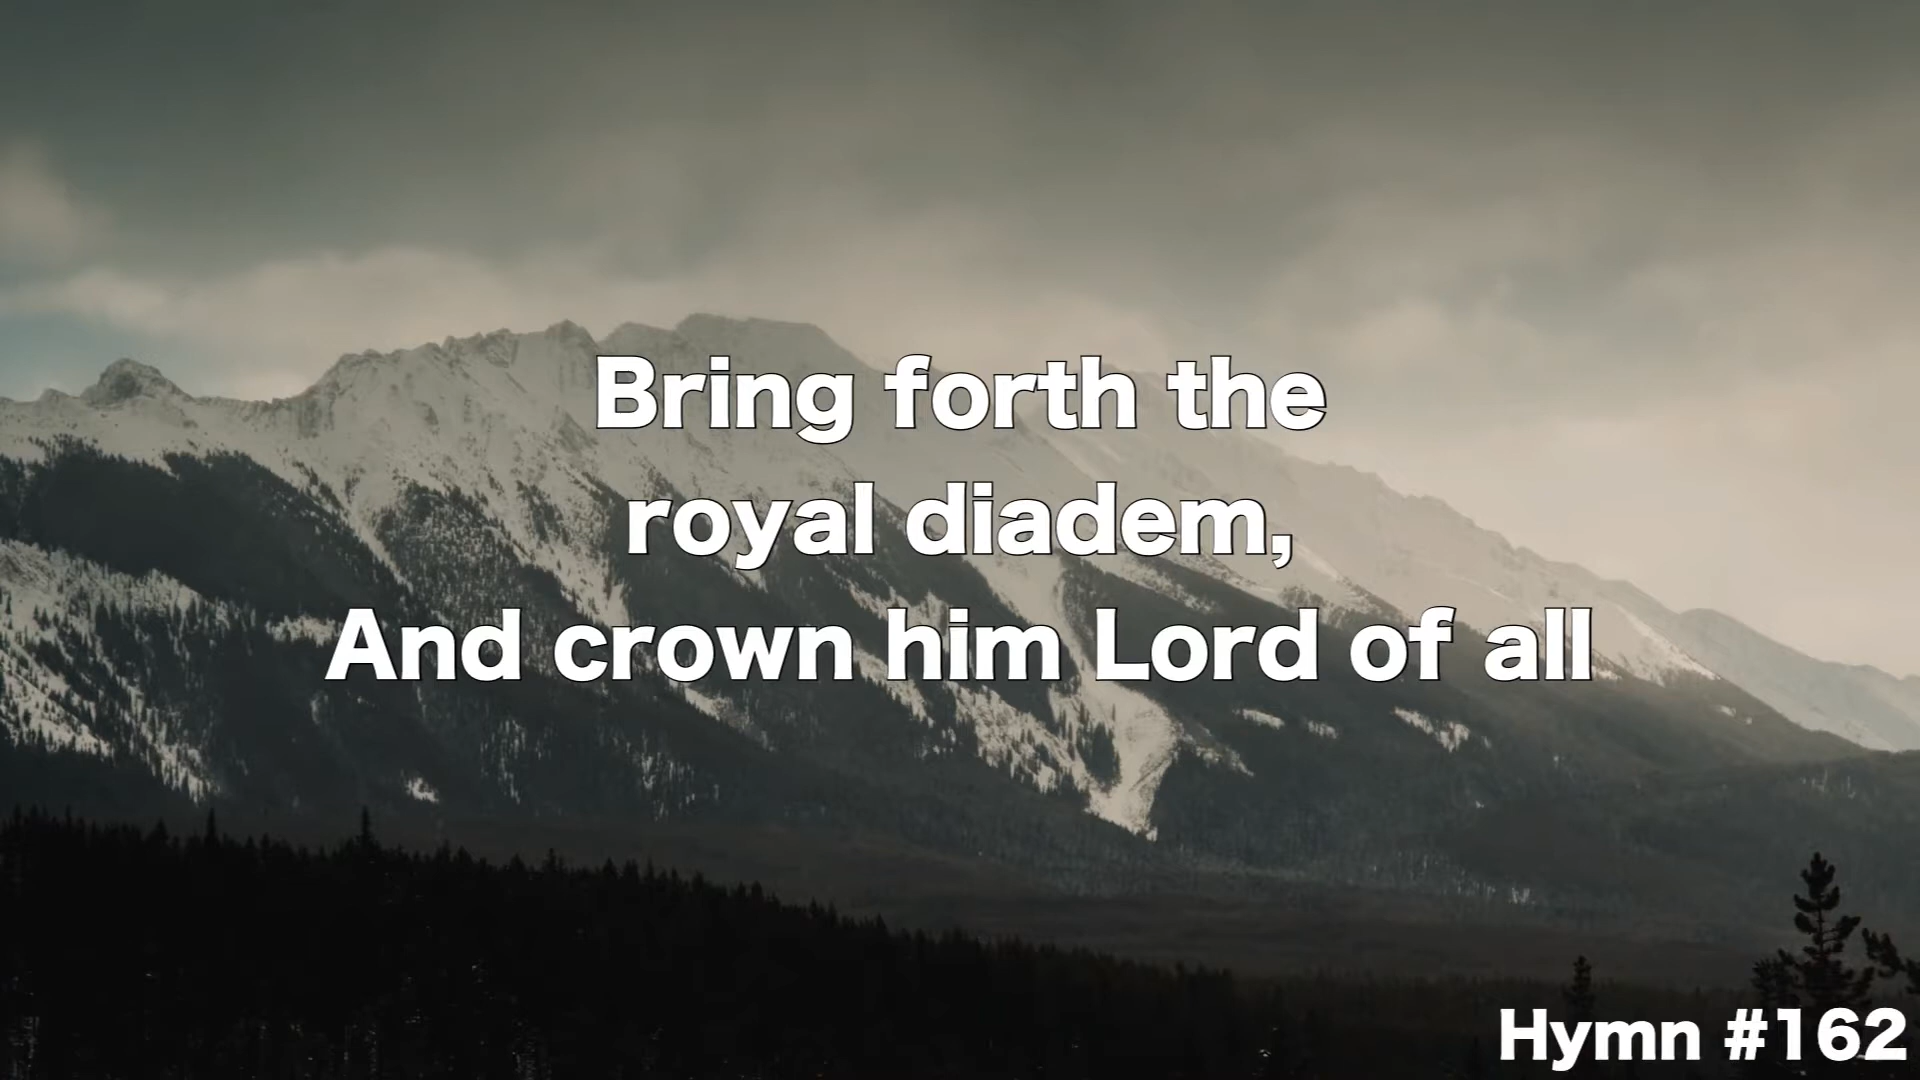 Bring forth the
royal diadem,
And crown him Lord of all
Hymn #162